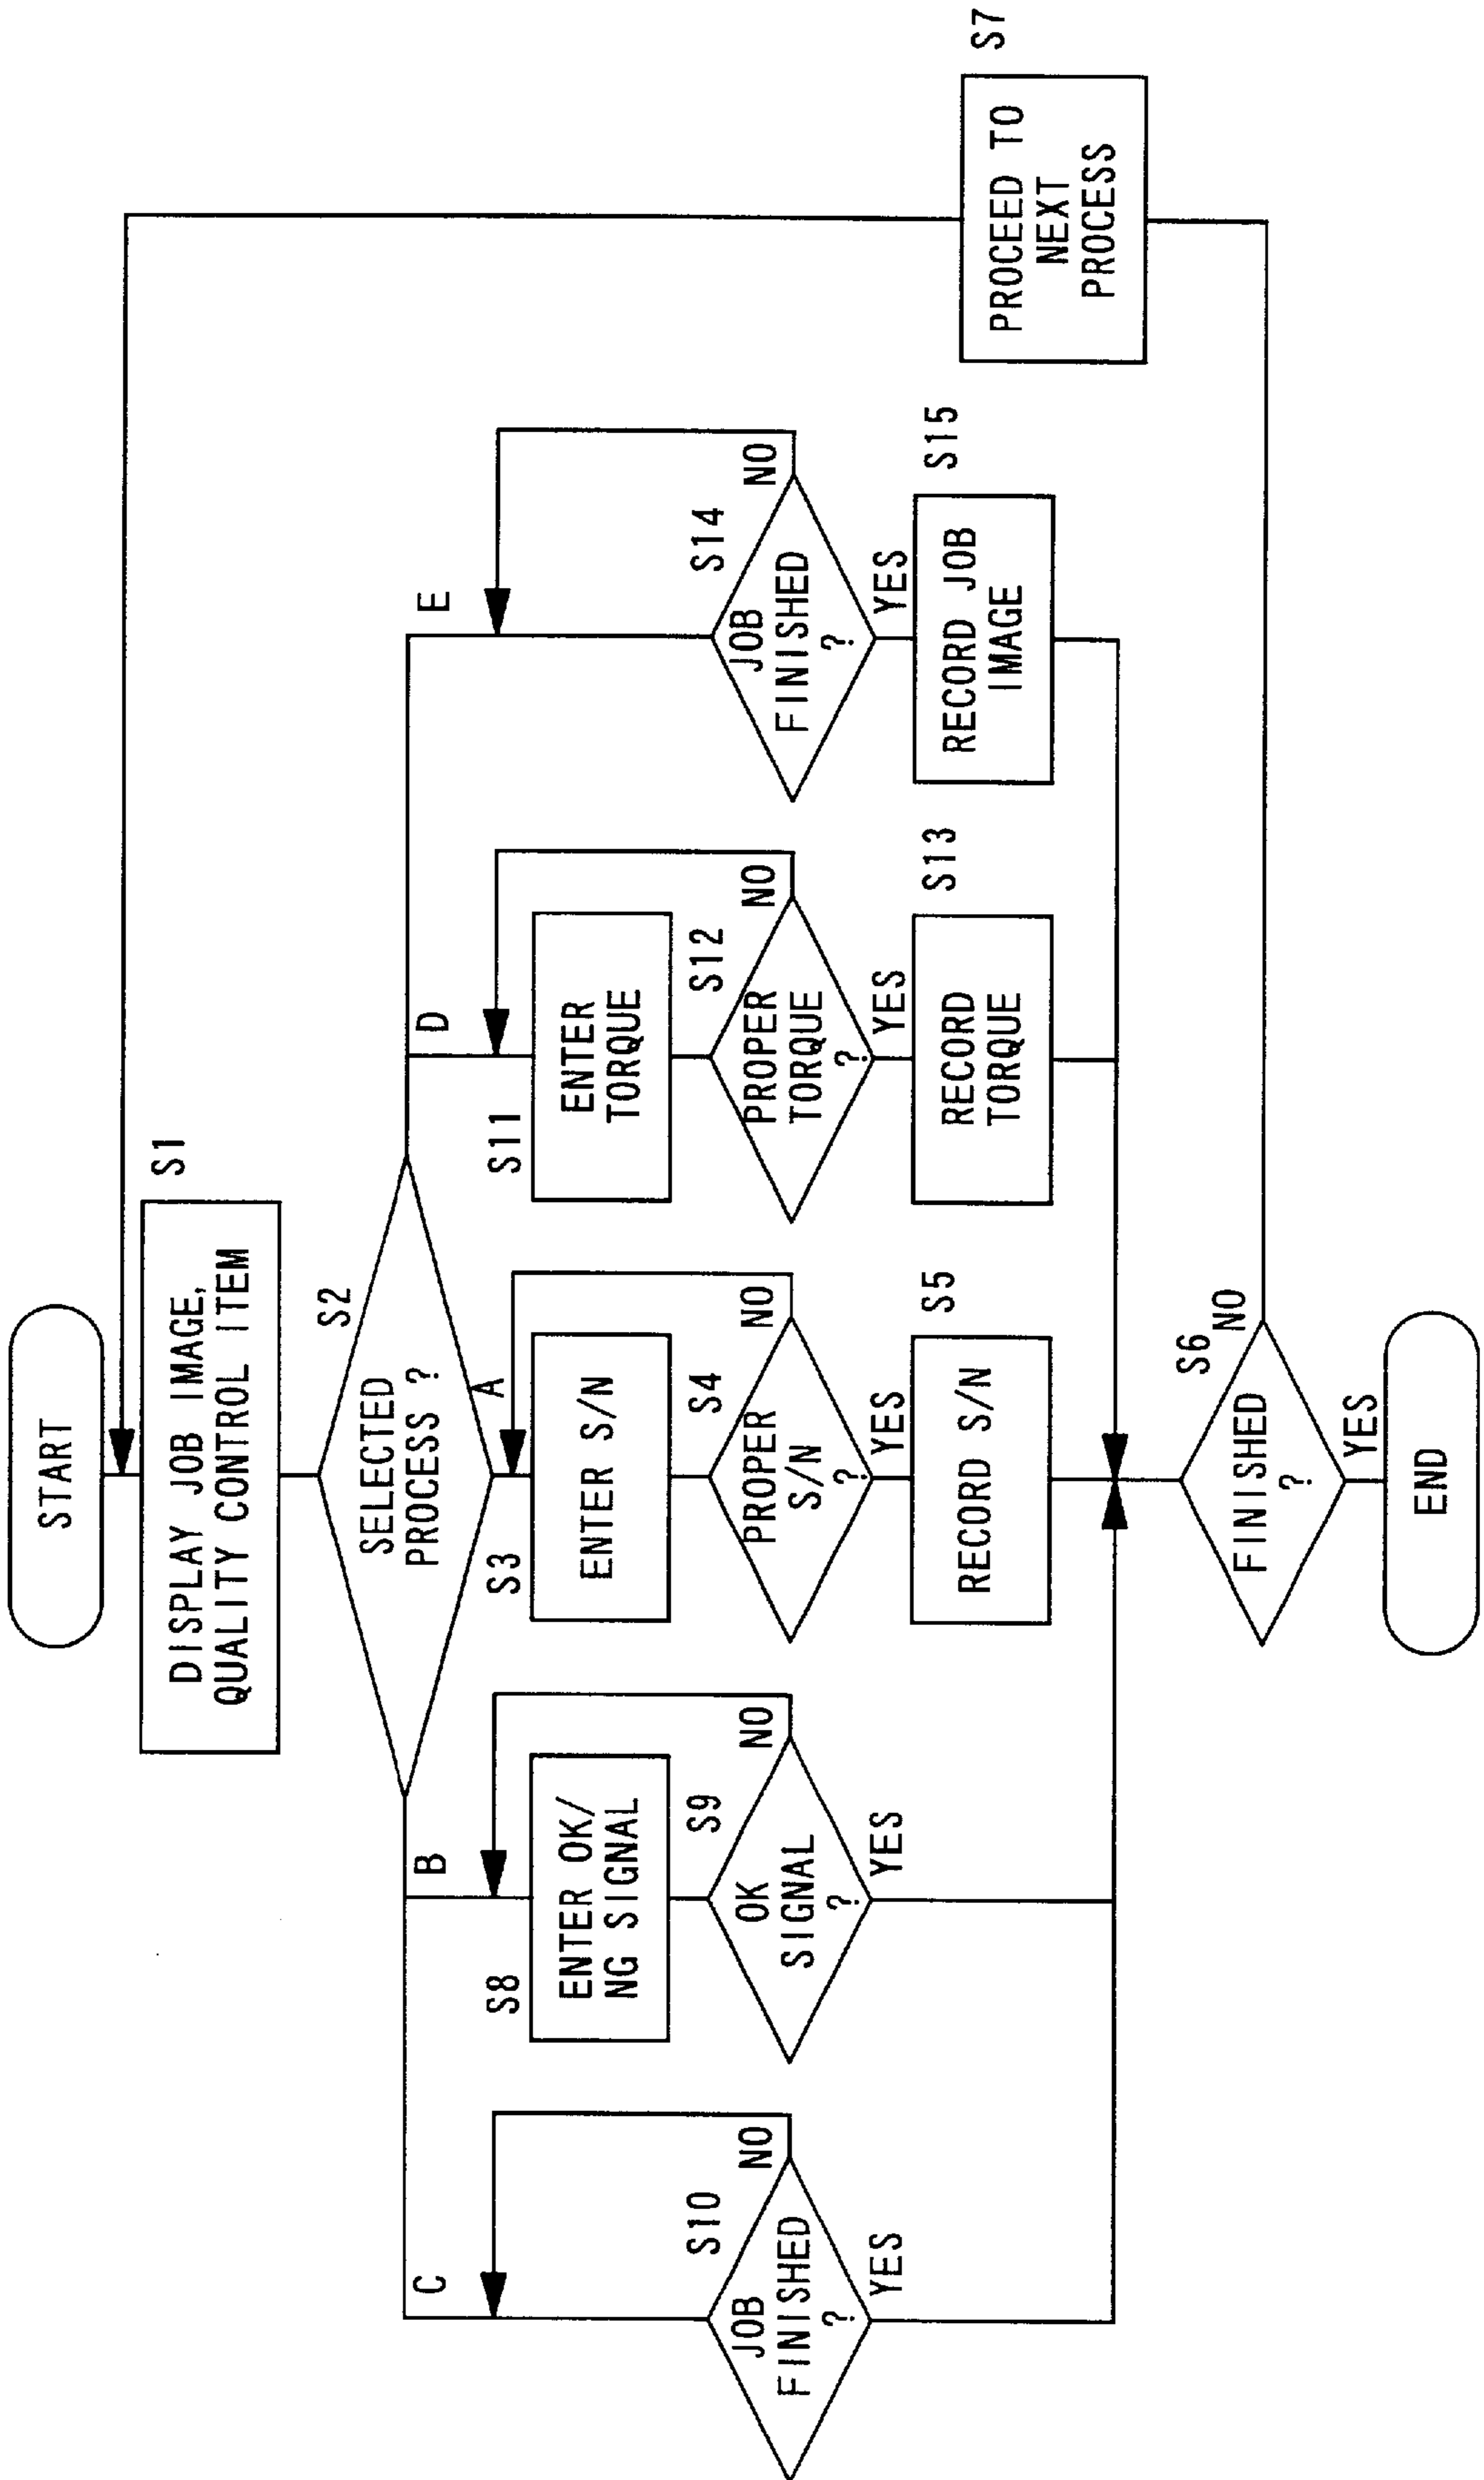 START
S1
DISPLAY JOB IMAGE,
QUALITY CONTROL ITEM
S2
SELECTED
PROCESS ?
C
B
A
D
E
S8
ENTER OK/
NG SIGNAL
S3
ENTER S/N
S11
ENTER
TORQUE
S10
JOB
FINISHED
?
NO
YES
S9
OK
SIGNAL
?
NO
YES
S4
PROPER
S/N
?
NO
YES
S12
PROPER
TORQUE
?
NO
YES
S14
JOB
FINISHED
?
NO
YES
S5
RECORD S/N
S13
RECORD
TORQUE
S15
RECORD JOB
IMAGE
S7
PROCEED TO
NEXT
PROCESS
S6
FINISHED
?
NO
YES
END